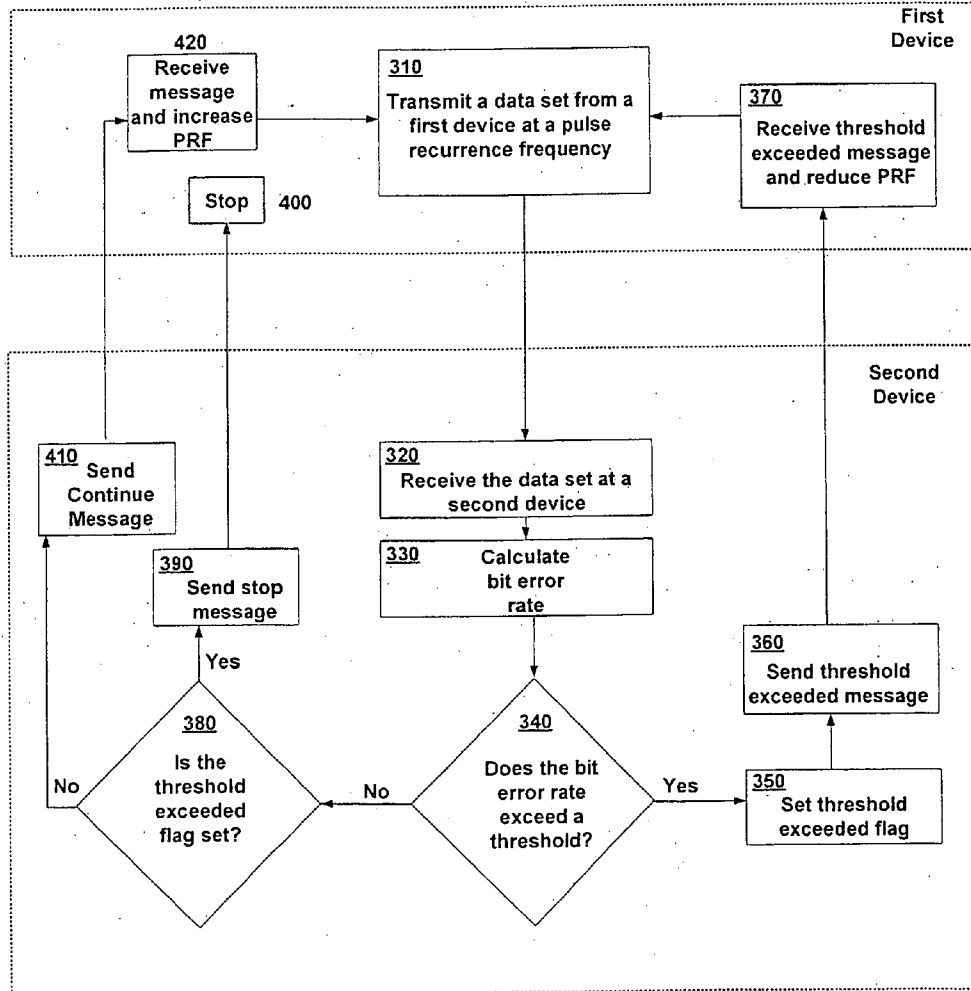 First
Device
420
Receive
message
and increase
PRF
310
Transmit a data set from a
first device at a pulse
recurrence frequency
370
Receive threshold
exceeded message
and reduce PRF
Stop
400
Second
Device
410
Send
Continue
Message
320
Receive the data set at a
second device
390
Send stop
message
330
Calculate
bit error
rate
360
Send threshold
exceeded message
Yes
380
Is the
threshold
exceeded
flag set?
No
340
Does the bit
error rate
exceed a
threshold?
No
Yes
350
Set threshold
exceeded flag